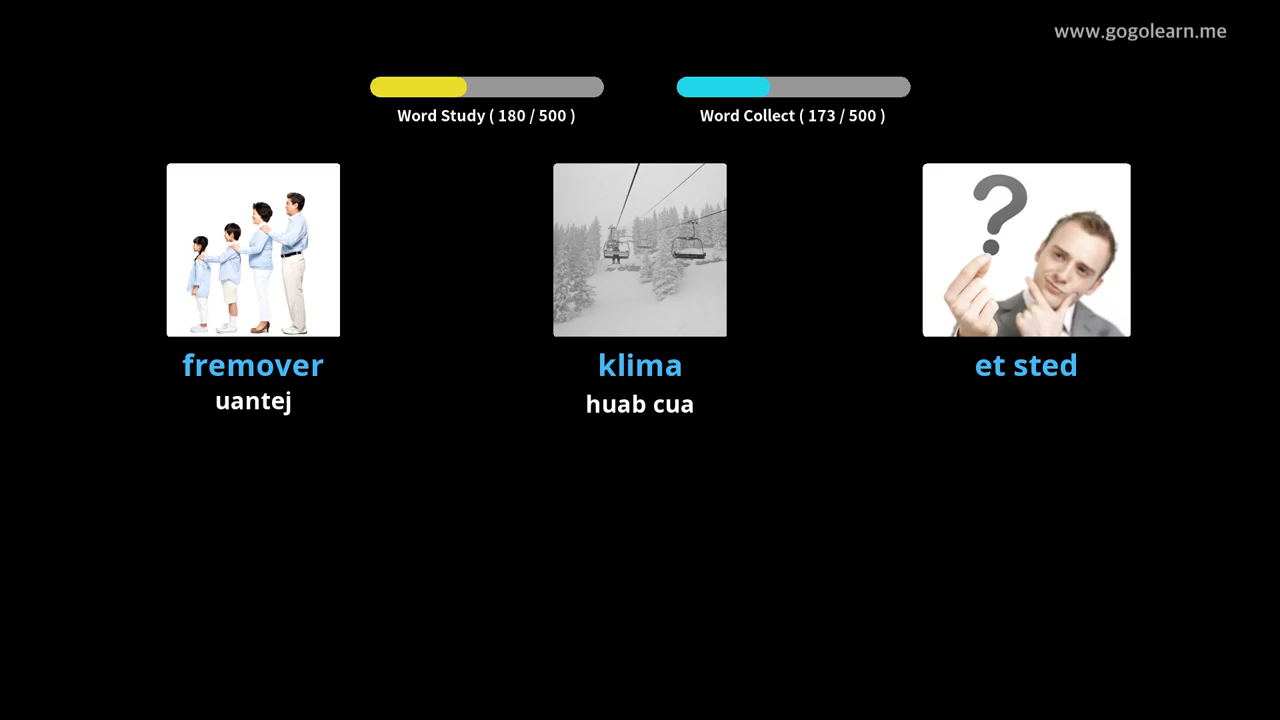 www.gogolearn.me
Word Study ( 180 / 500 )
Word Collect ( 173 / 500 )
fremover
uantej
klima
huab cua
et sted